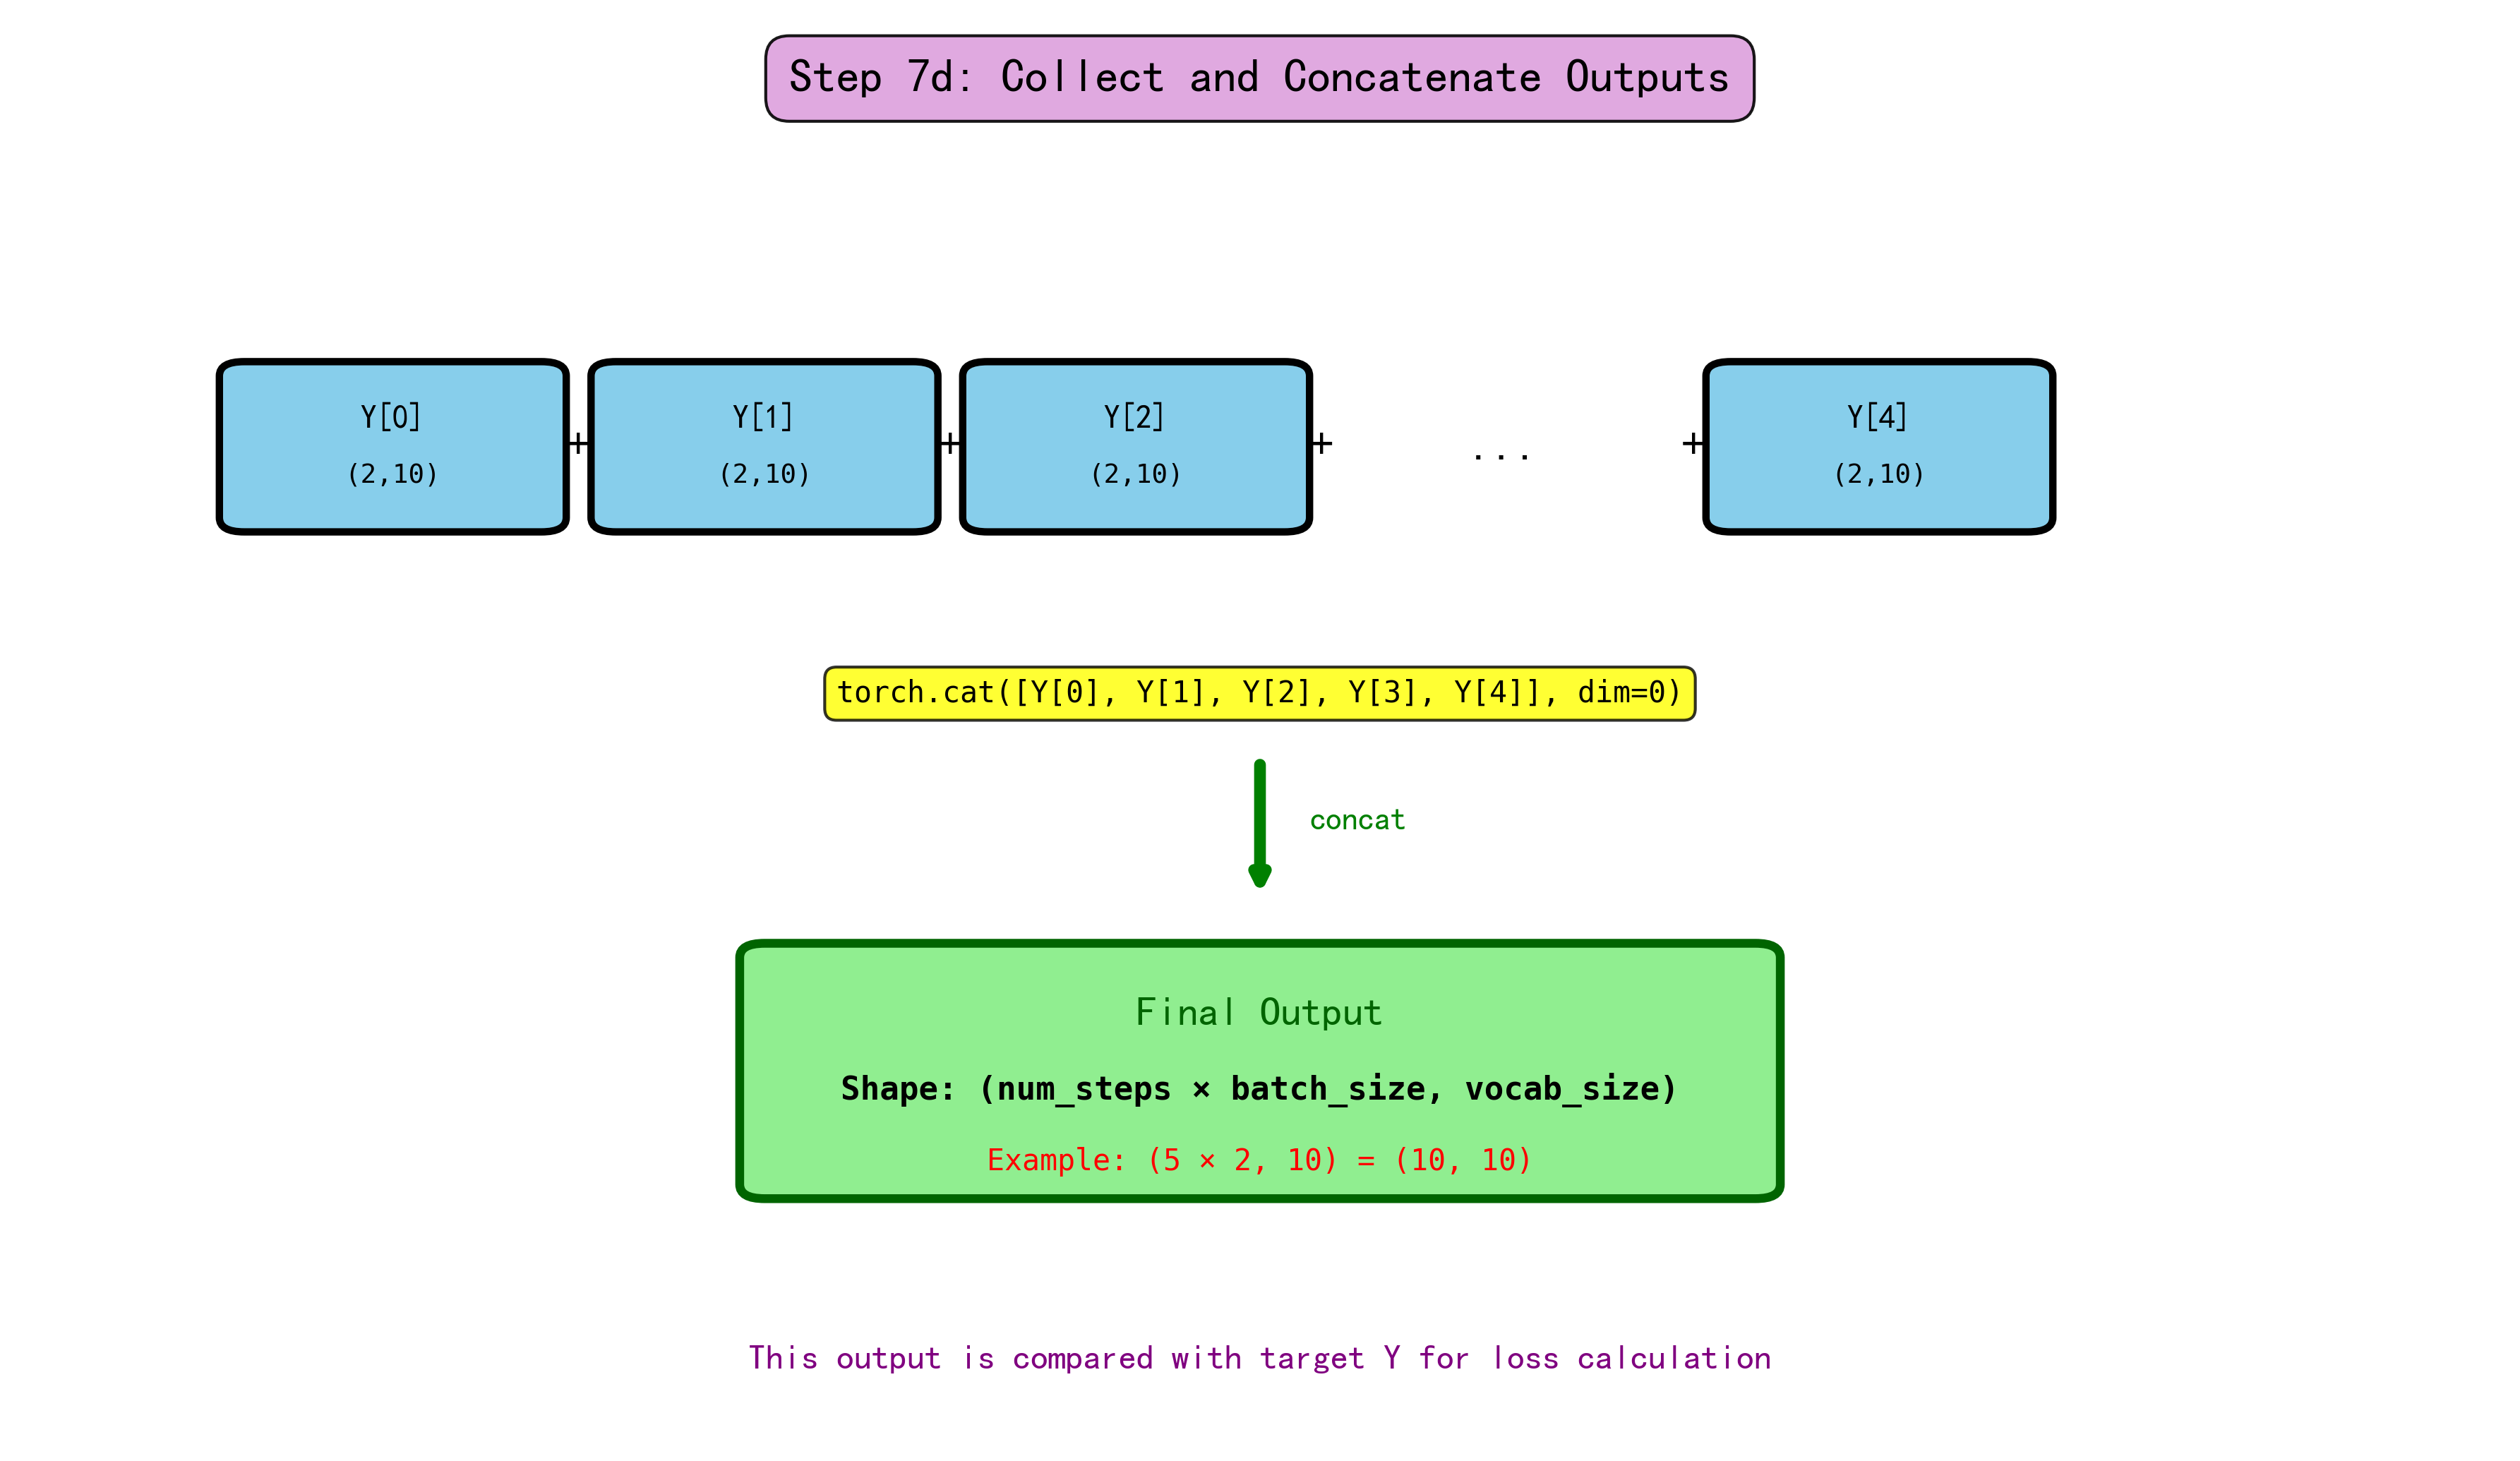 Step 7d: Collect and Concatenate Outputs
Y[0] + Y[1] + Y[2] + ... + Y[4]
(2,10) (2,10) (2,10) (2,10)
torch.cat([Y[0], Y[1], Y[2], Y[3], Y[4]], dim=0)
concat
Final Output
Shape: (num_steps × batch_size, vocab_size)
Example: (5 × 2, 10) = (10, 10)
This output is compared with target Y for loss calculation